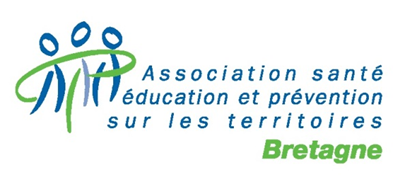 Association santé
éducation et prévention
sur les territoires
Bretagne